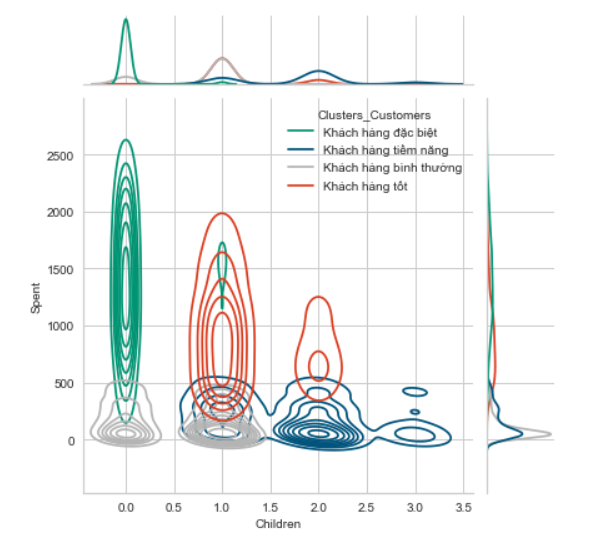 Clusters_Customers
Khách hàng đặc biệt
Khách hàng tiềm năng
Khách hàng bình thường
Khách hàng tốt
2500
2000
1500
1000
500
0
Spent
0.0 0.5 1.0 1.5 2.0 2.5 3.0 3.5
Children